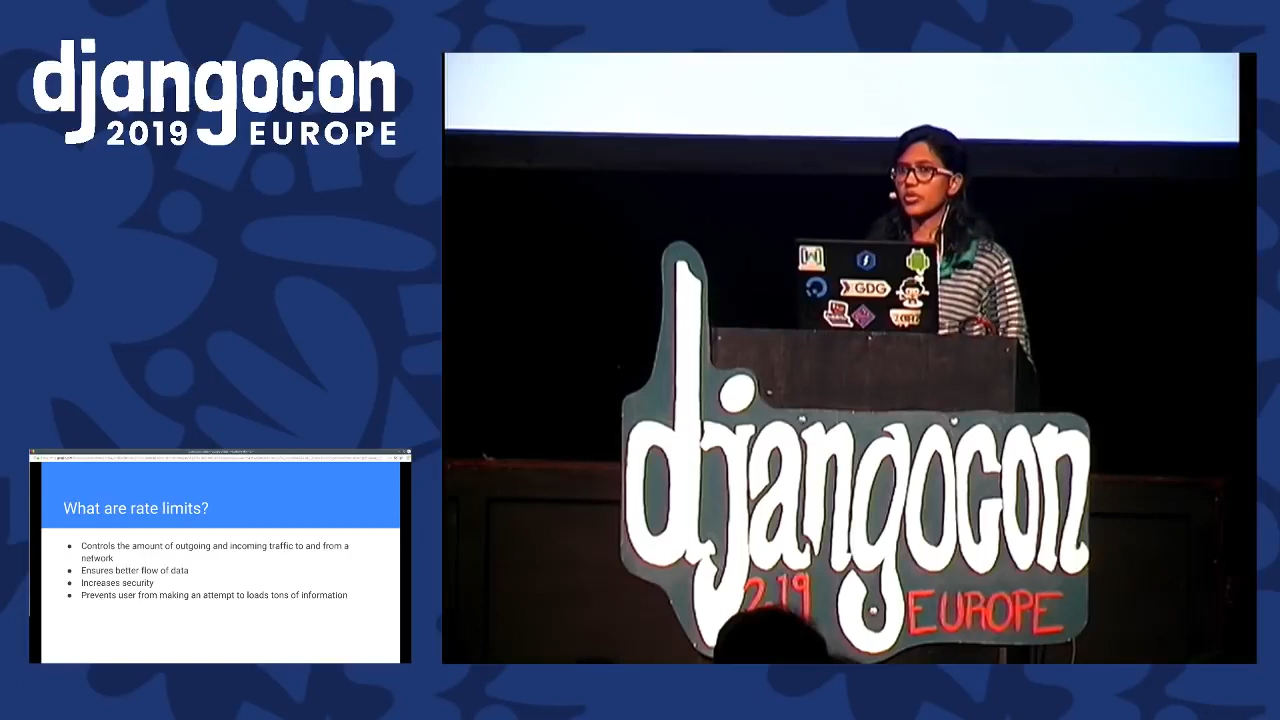 djangocon
2019 EUROPE
What are rate limits?
Controls the amount of outgoing and incoming traffic to and from a
network
Ensures better flow of data
Increases security
Prevents user from making an attempt to loads tons of information
GDG
djangocon
2019
EUROPE